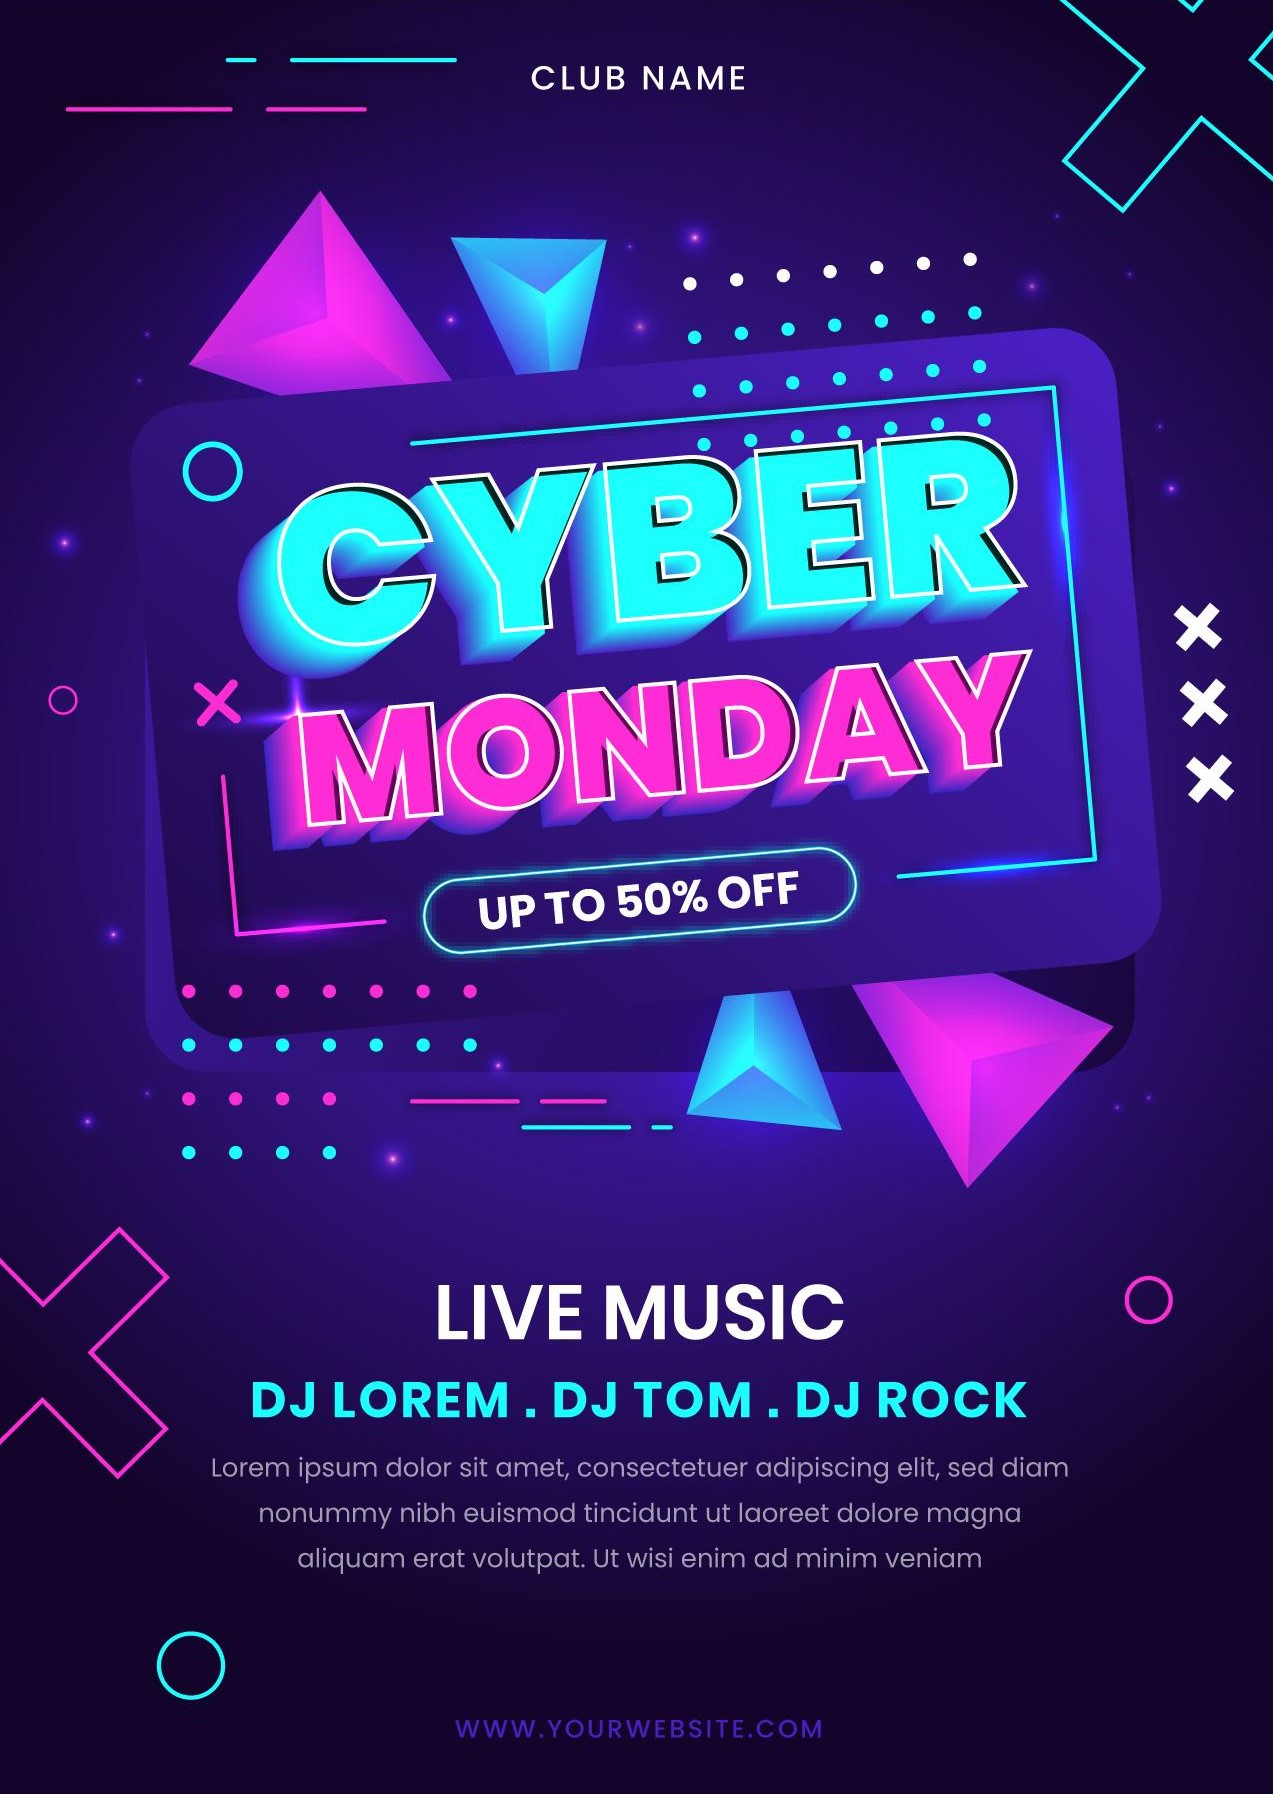 CLUB NAME
CYBER
MONDAY
UP TO 50% OFF
LIVE MUSIC
DJ LOREM . DJ TOM . DJ ROCK
Lorem ipsum dolor sit amet, consectetuer adipiscing elit, sed diam
nonummy nibh euismod tincidunt ut laoreet dolore magna
aliquam erat volutpat. Ut wisi enim ad minim veniam
WWW.YOURWEBSITE.COM